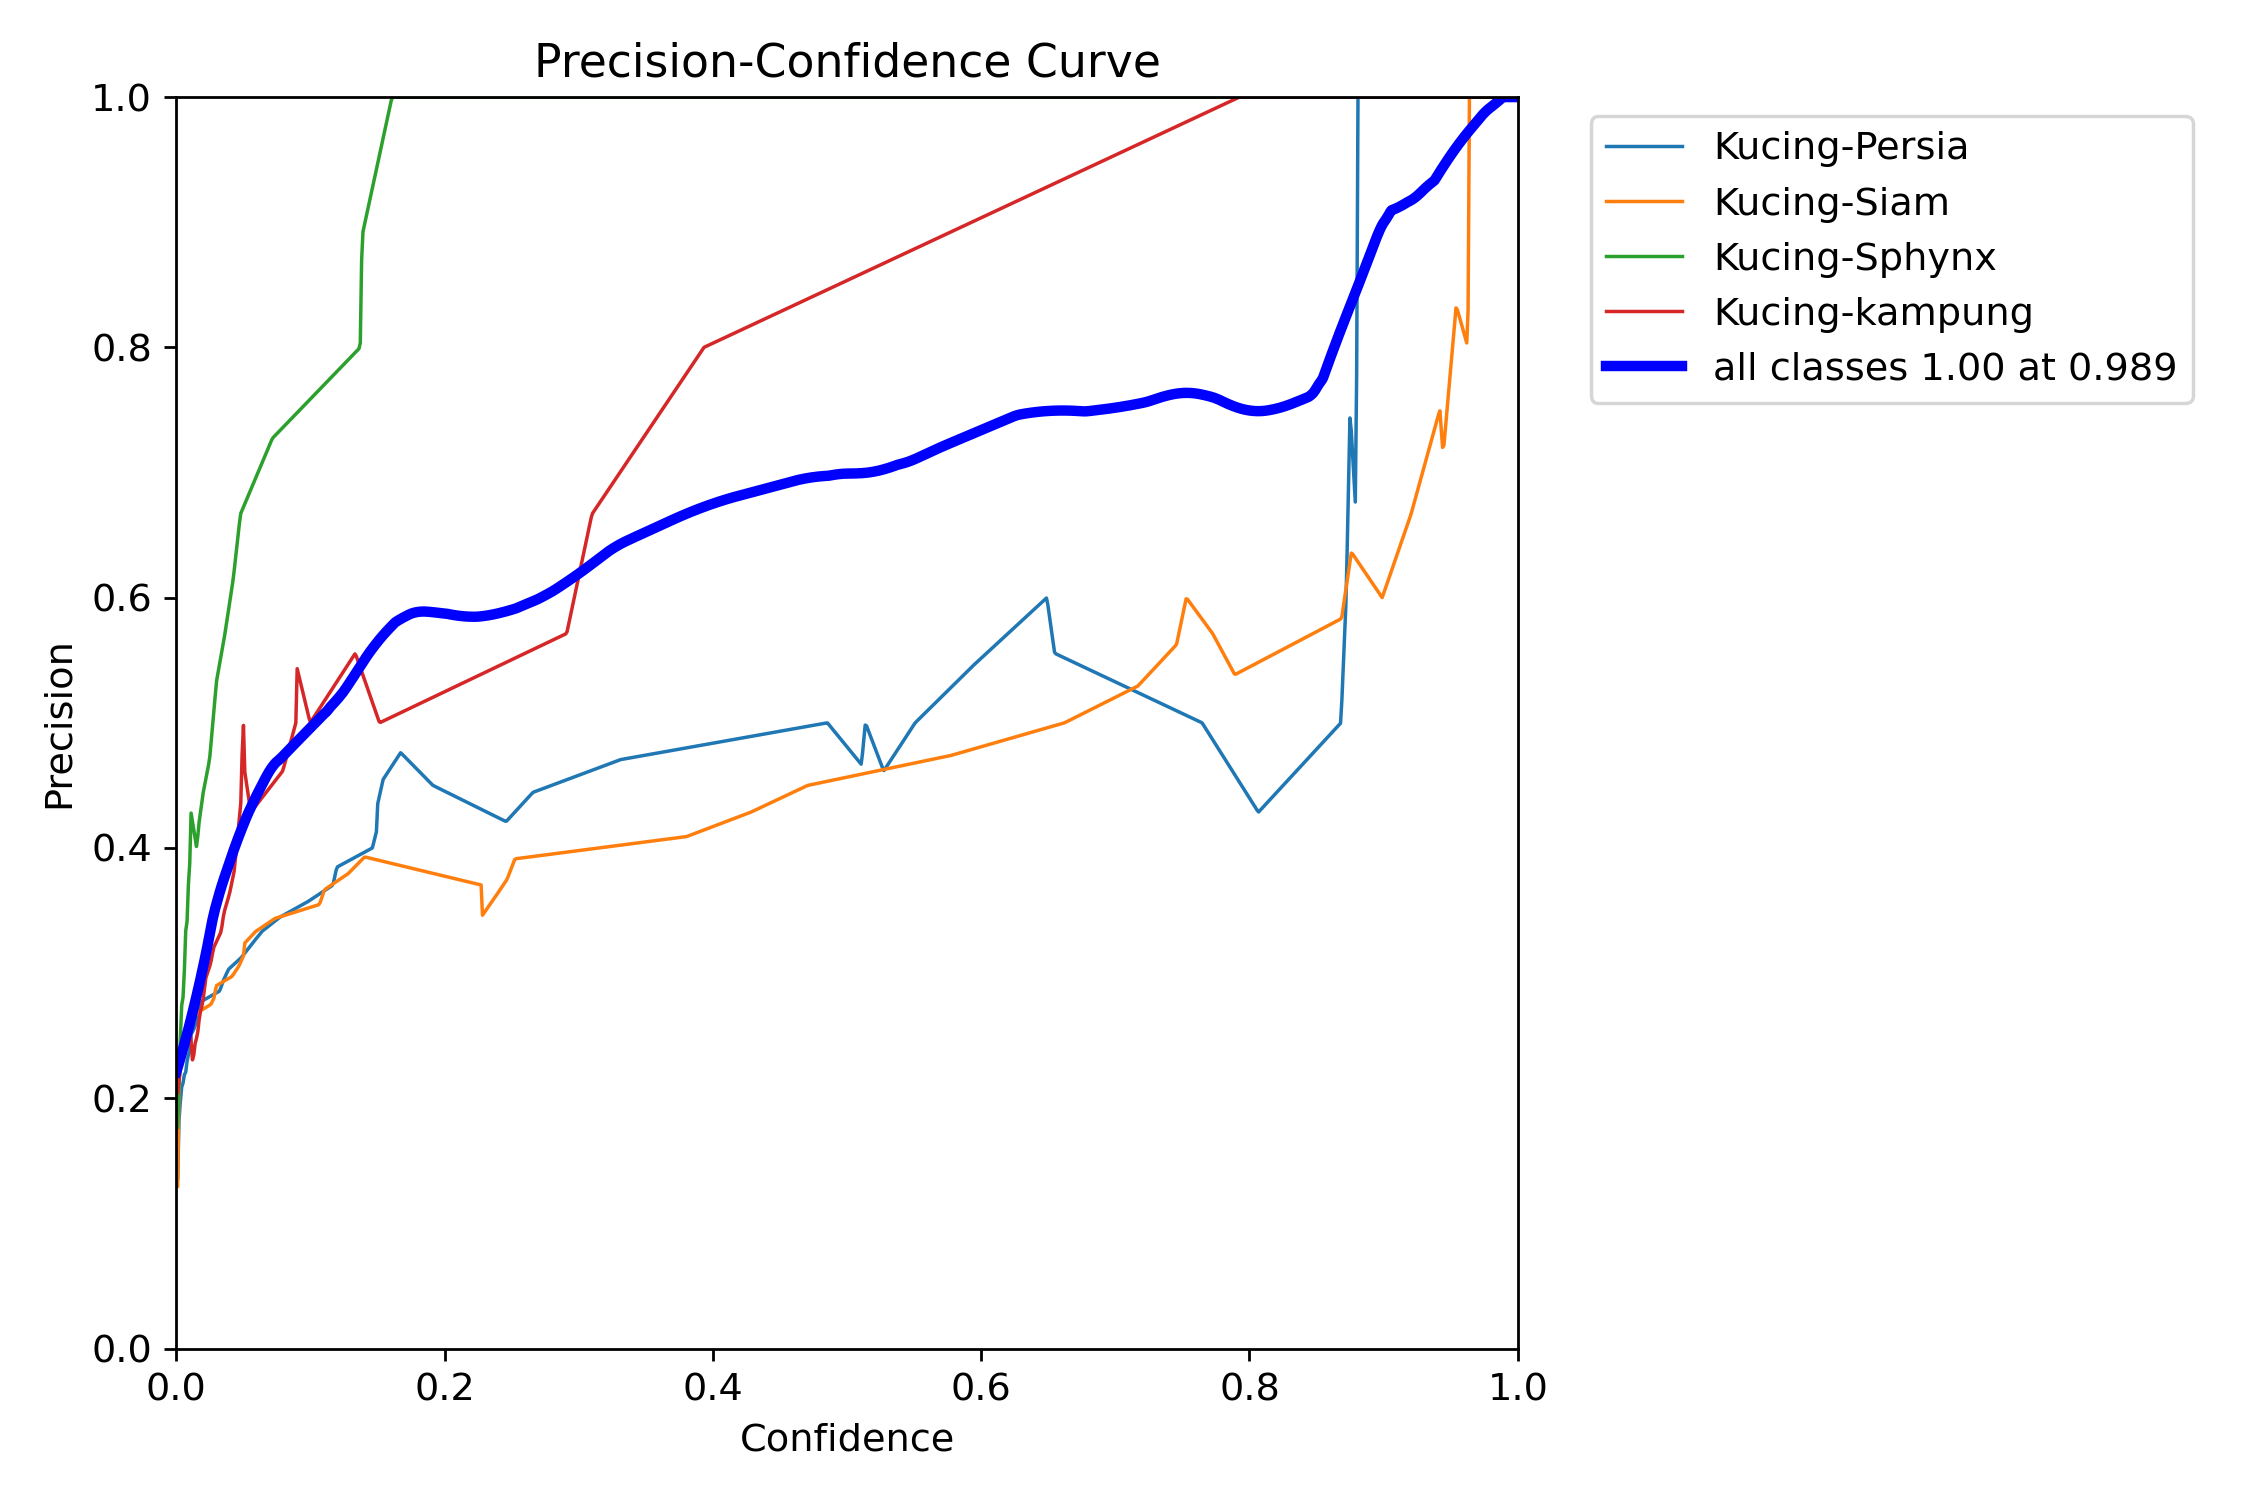 Precision-Confidence Curve
1.0
0.8
0.6
0.4
0.2
0.0
Precision
0.0 0.2 0.4 0.6 0.8 1.0
Confidence
Kucing-Persia
Kucing-Siam
Kucing-Sphynx
Kucing-kampung
all classes 1.00 at 0.989